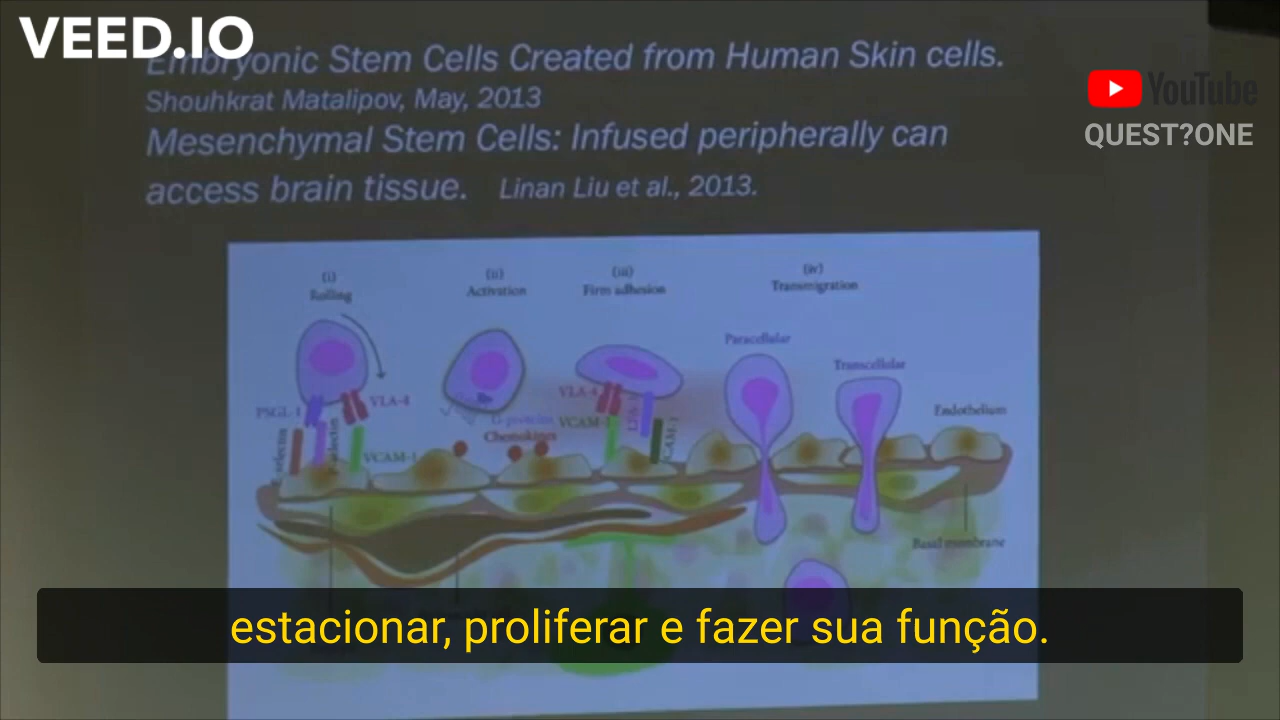 VEED.IO
Embryonic Stem Cells Created from Human Skin cells.
Shouhkrat Matalipov, May, 2013
Mesenchymal Stem Cells: Infused peripherally can
access brain tissue. Linan Liu et al., 2013.
YouTube
QUEST?ONE
(i)
Rolling
(ii)
Activation
(iii)
Firm adhesion
(iv)
Transmigration
Paracellular
Transcellular
PSGL-1
VLA-4
VCAM-1
G-proteins
Chemokines
VLA-4
VCAM-1
Endothelium
Basal membrane
estacionar, proliferar e fazer sua função.